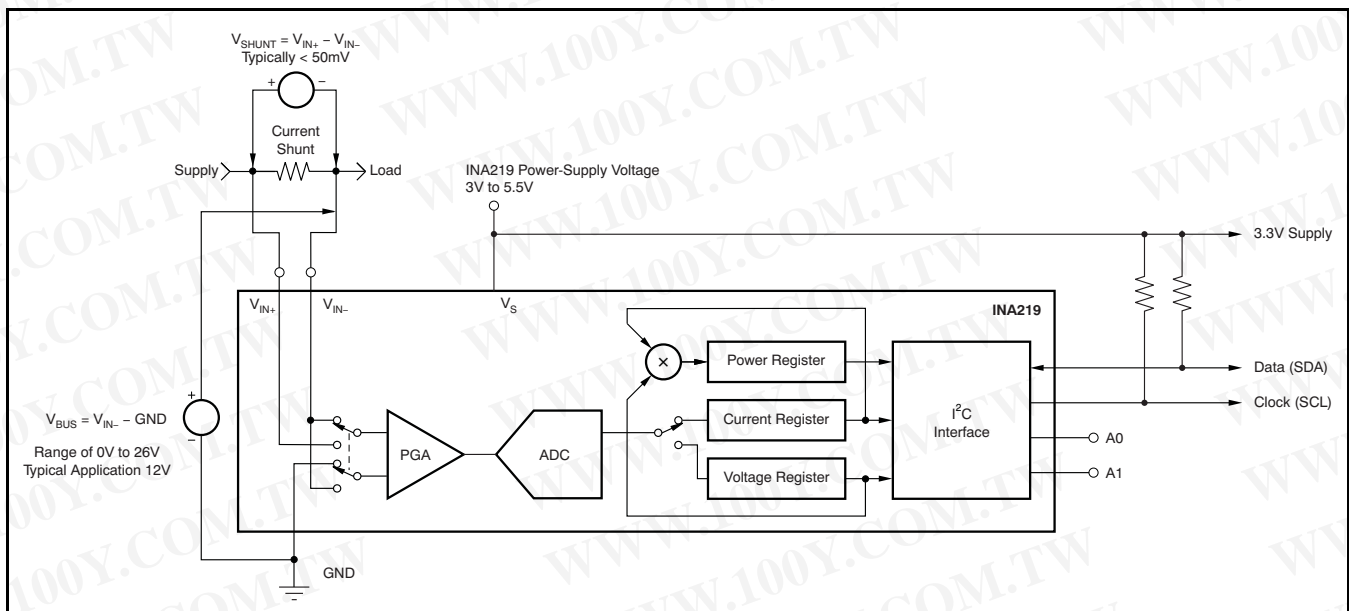 V_SHUNT = V_IN+ − V_IN−
Typically < 50mV
+
−
Current
Shunt
Supply
Load
INA219 Power-Supply Voltage
3V to 5.5V
3.3V Supply
V_IN+
V_IN−
V_S
INA219
×
Power Register
Data (SDA)
+
V_BUS = V_IN− − GND
−
Range of 0V to 26V
Typical Application 12V
PGA
ADC
Current Register
I²C
Interface
Clock (SCL)
A0
Voltage Register
A1
GND
WWW.100Y.COM.TW